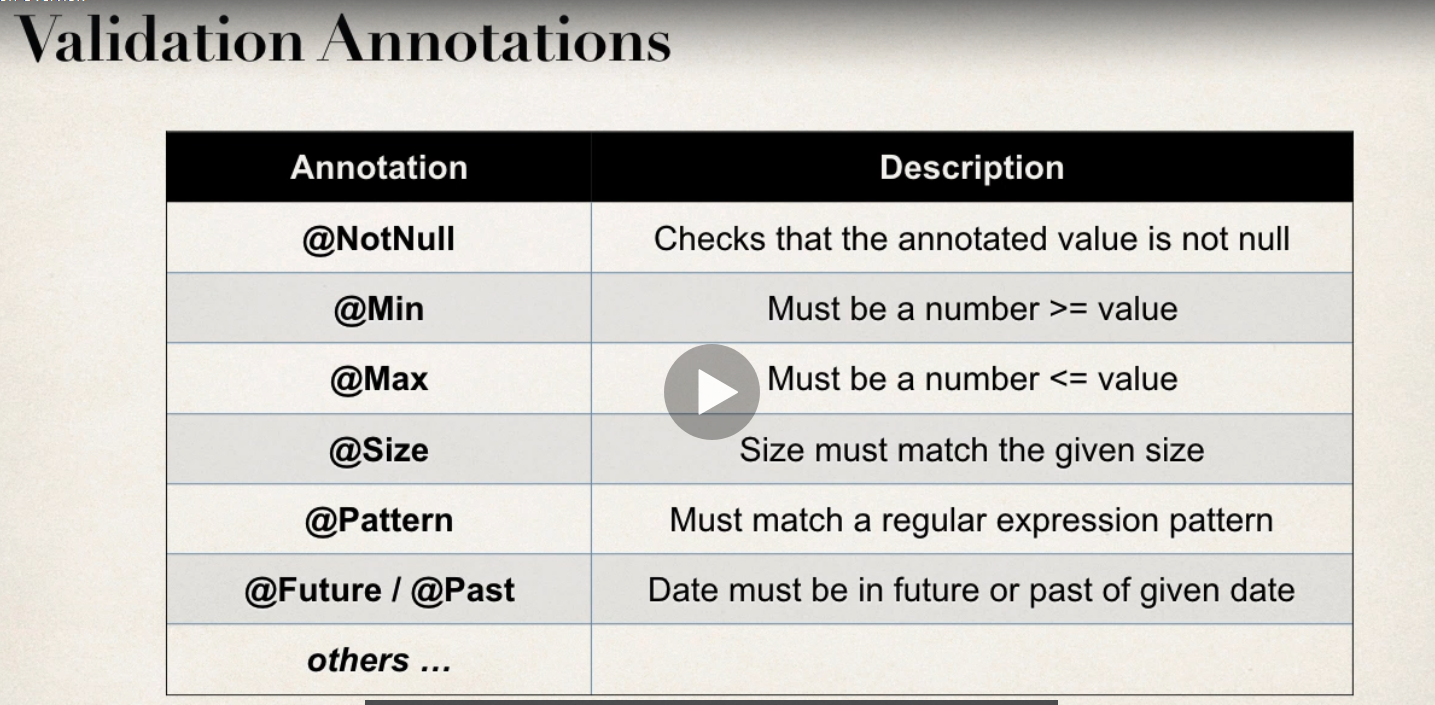 Validation Annotations
Annotation Description
@NotNull Checks that the annotated value is not null
@Min Must be a number >= value
@Max Must be a number <= value
@Size Size must match the given size
@Pattern Must match a regular expression pattern
@Future / @Past Date must be in future or past of given date
others …